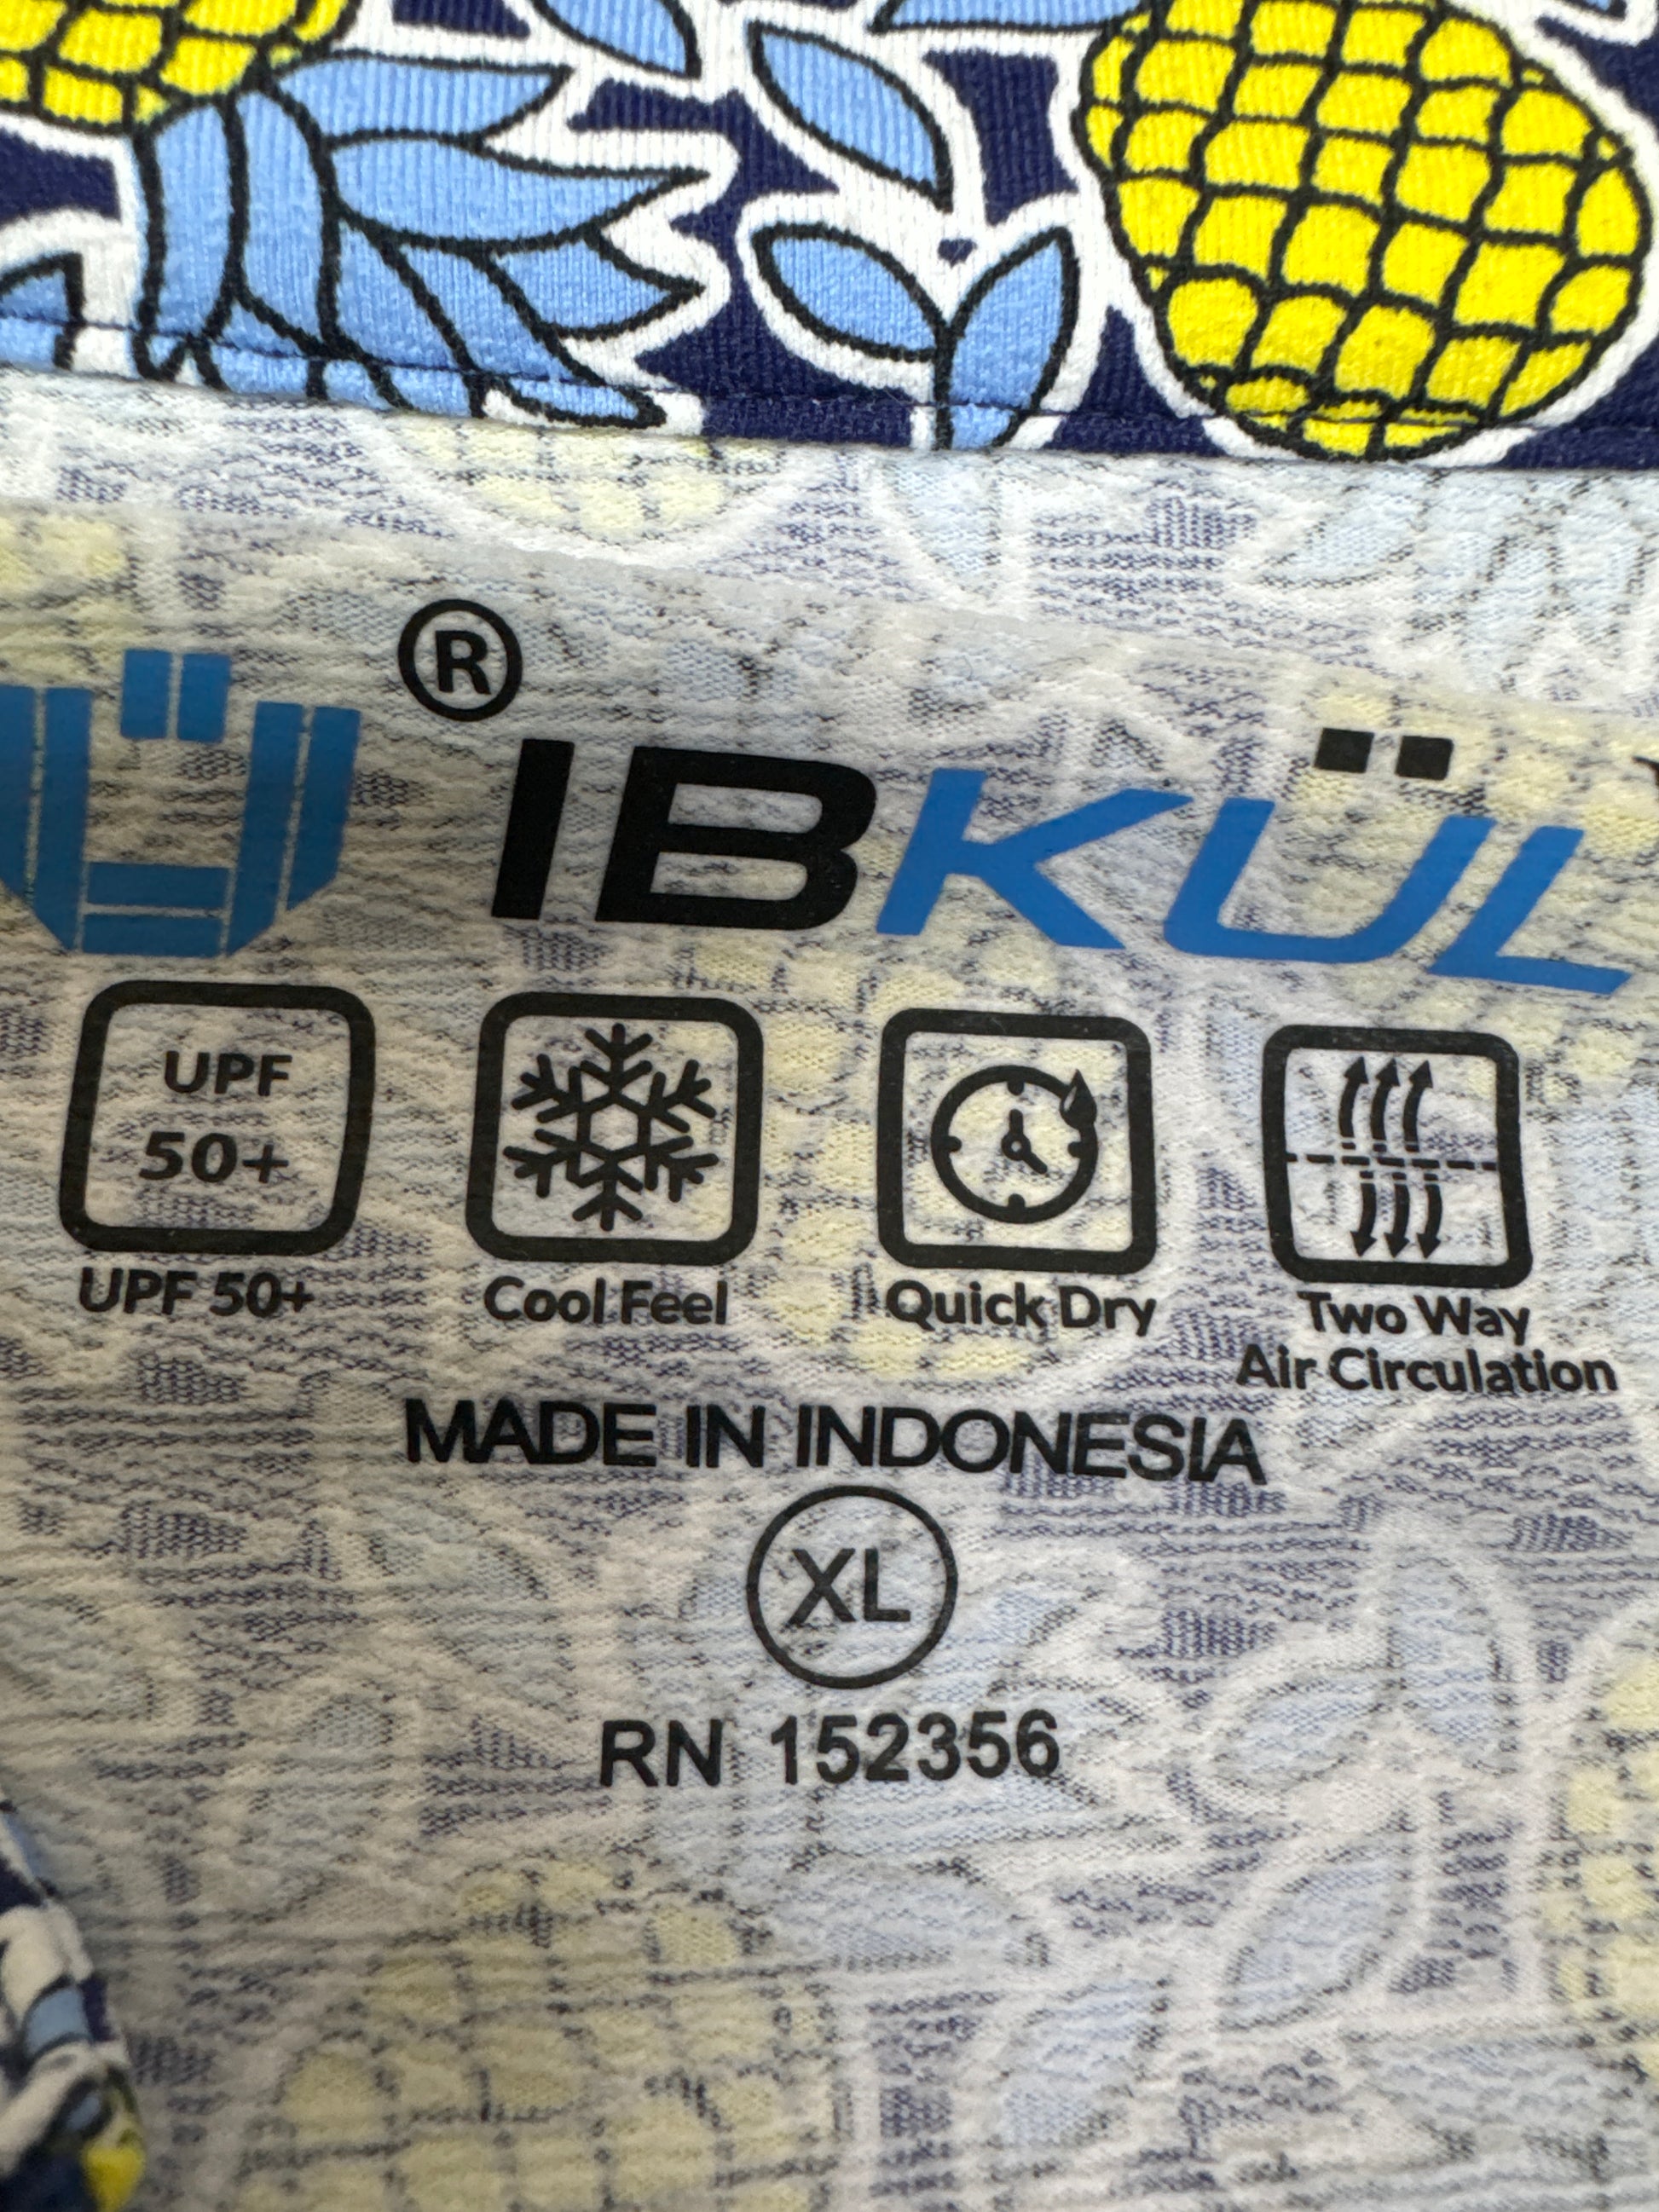 ®
IBKÜL
UPF
50+
UPF 50+
Cool Feel
Quick Dry
Two Way
Air Circulation
MADE IN INDONESIA
XL
RN 152356